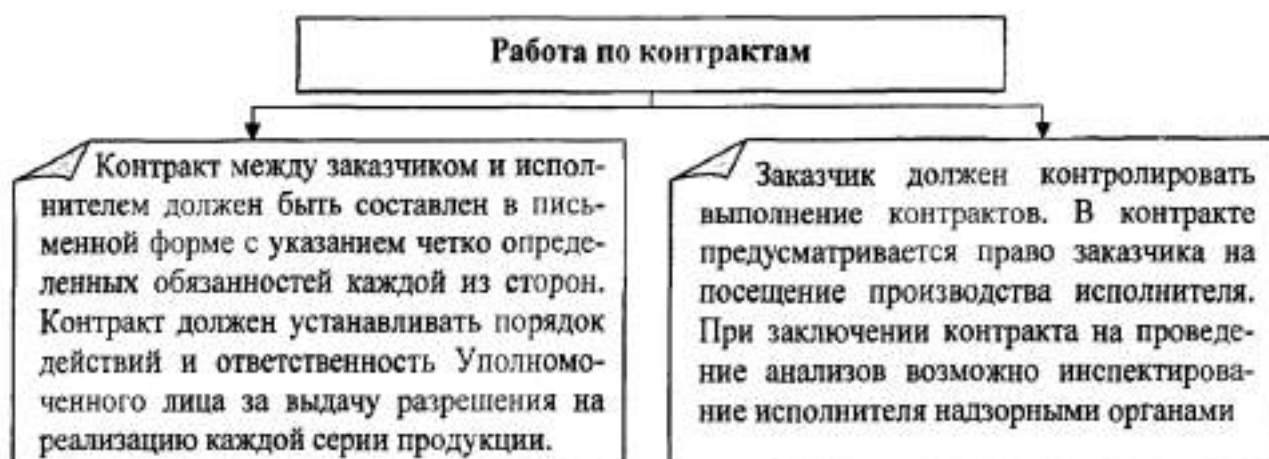 Работа по контрактам
Контракт между заказчиком и испол-
нителем должен быть составлен в пись-
менной форме с указанием четко опреде-
ленных обязанностей каждой из сторон.
Контракт должен устанавливать порядок
действий и ответственность Уполномо-
ченного лица за выдачу разрешения на
реализацию каждой серии продукции.
Заказчик должен контролировать
выполнение контрактов. В контракте
предусматривается право заказчика на
посещение производства исполнителя.
При заключении контракта на проведе-
ние анализов возможно инспектирова-
ние исполнителя надзорными органами